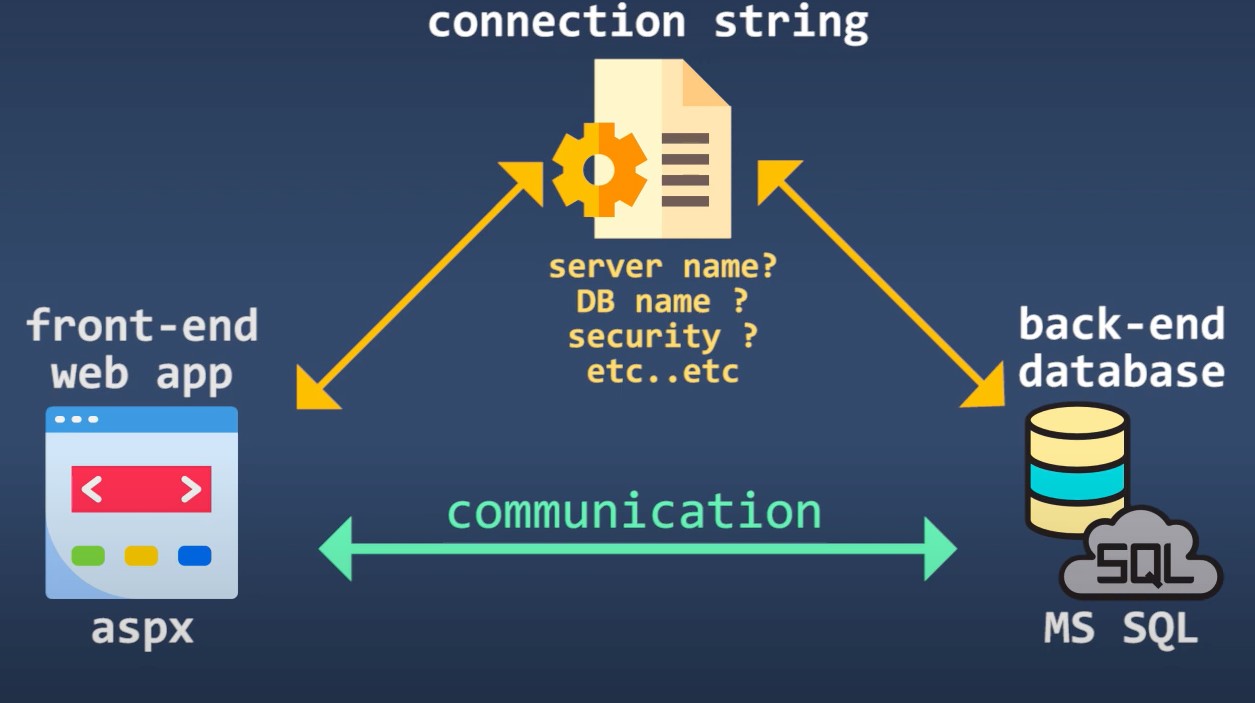 connection string
server name?
DB name ?
security ?
etc..etc
front-end
web app
back-end
database
< >
communication
SQL
aspx
MS SQL